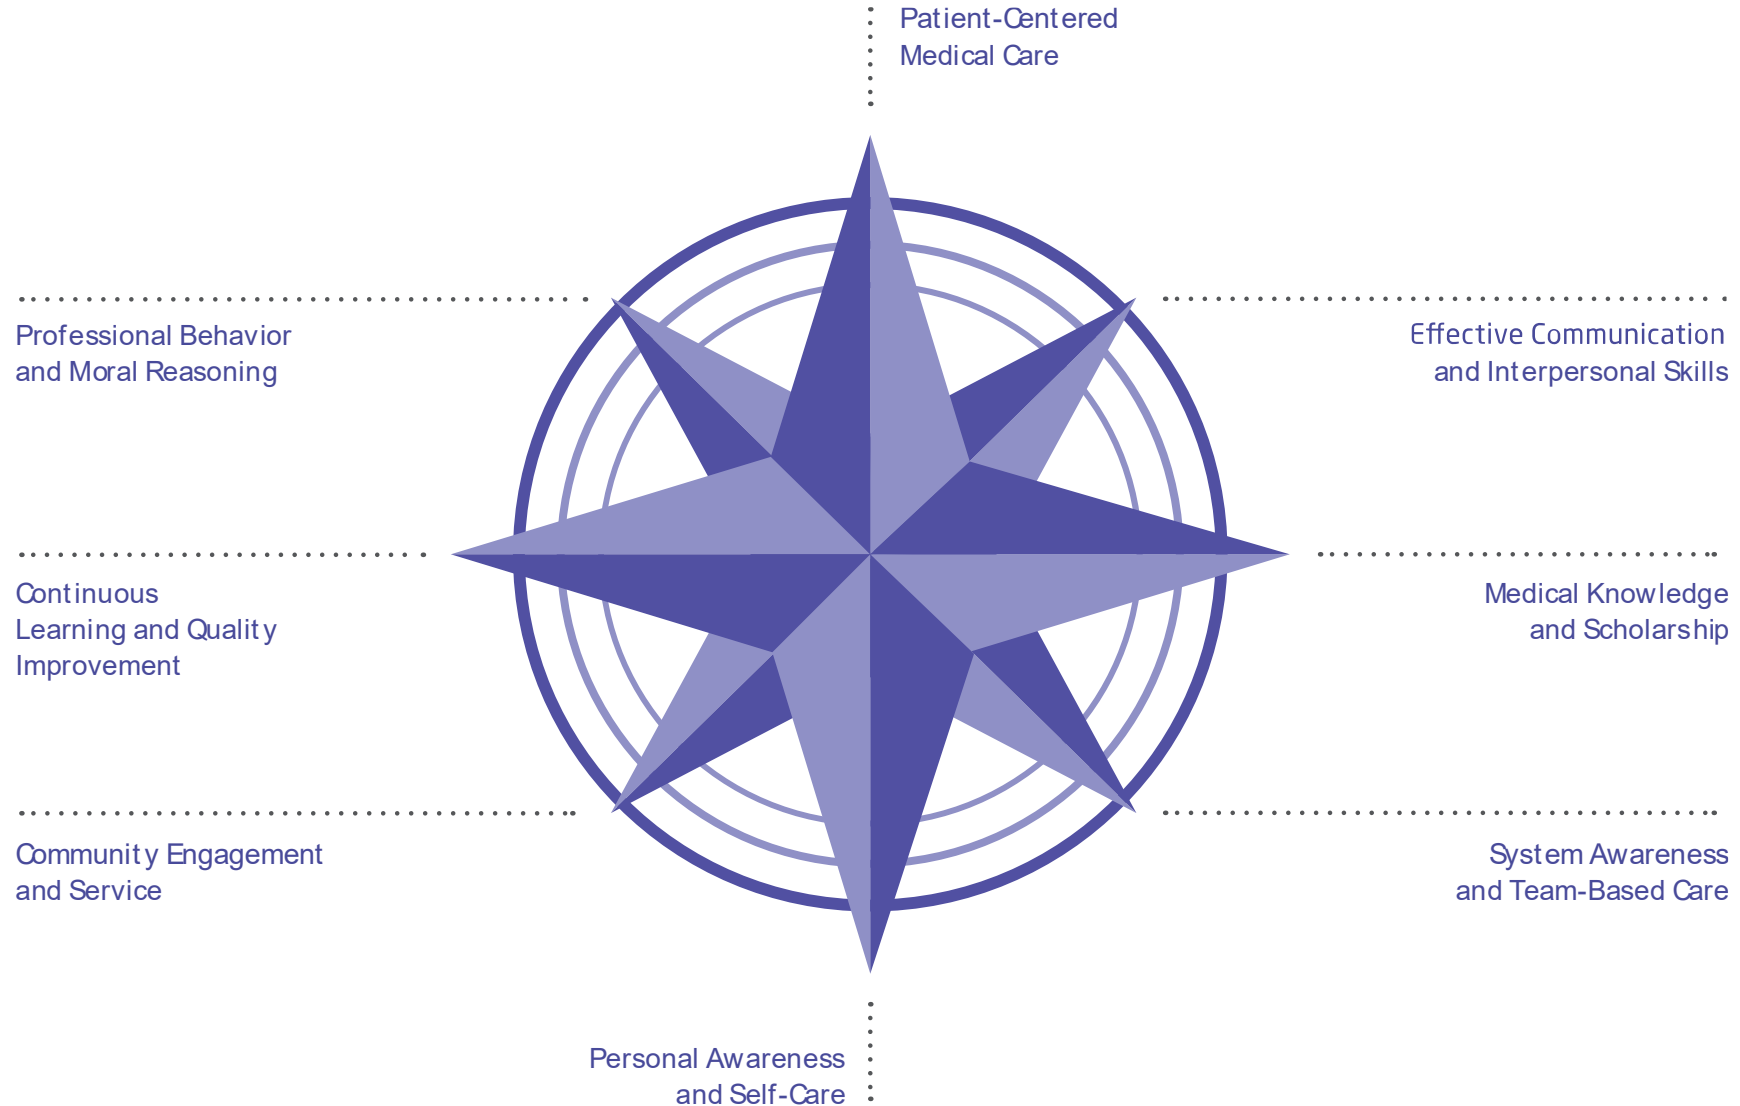 Patient-Centered
Medical Care
Professional Behavior
and Moral Reasoning
Effective Communication
and Interpersonal Skills
Continuous
Learning and Quality
Improvement
Medical Knowledge
and Scholarship
Community Engagement
and Service
System Awareness
and Team-Based Care
Personal Awareness
and Self-Care